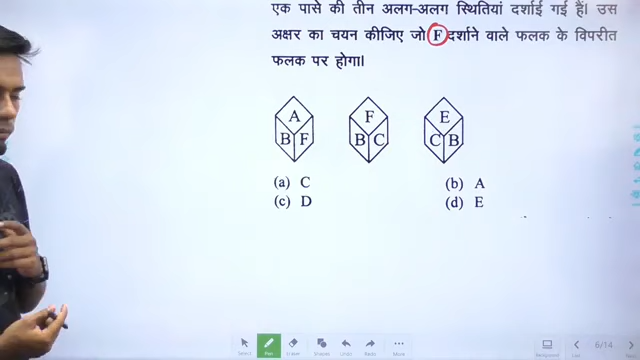 एक पासे की तीन अलग-अलग स्थितियां दर्शाई गई हैं। उस
अक्षर का चयन कीजिए जो F दर्शाने वाले फलक के विपरीत
फलक पर होगा।
A F E
B F B C C B
(a) C (b) A
(c) D (d) E
Select Pen Eraser Shapes Undo Redo More
6/14